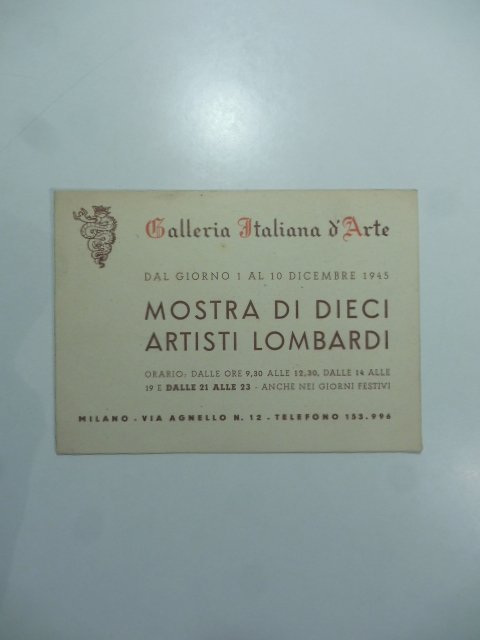 Galleria Italiana d'Arte
DAL GIORNO 1 AL 10 DICEMBRE 1945
MOSTRA DI DIECI
ARTISTI LOMBARDI
ORARIO: DALLE ORE 9,30 ALLE 12,30, DALLE 14 ALLE
19 E DALLE 21 ALLE 23 - ANCHE NEI GIORNI FESTIVI
MILANO - VIA AGNELLO N. 12 - TELEFONO 153.996